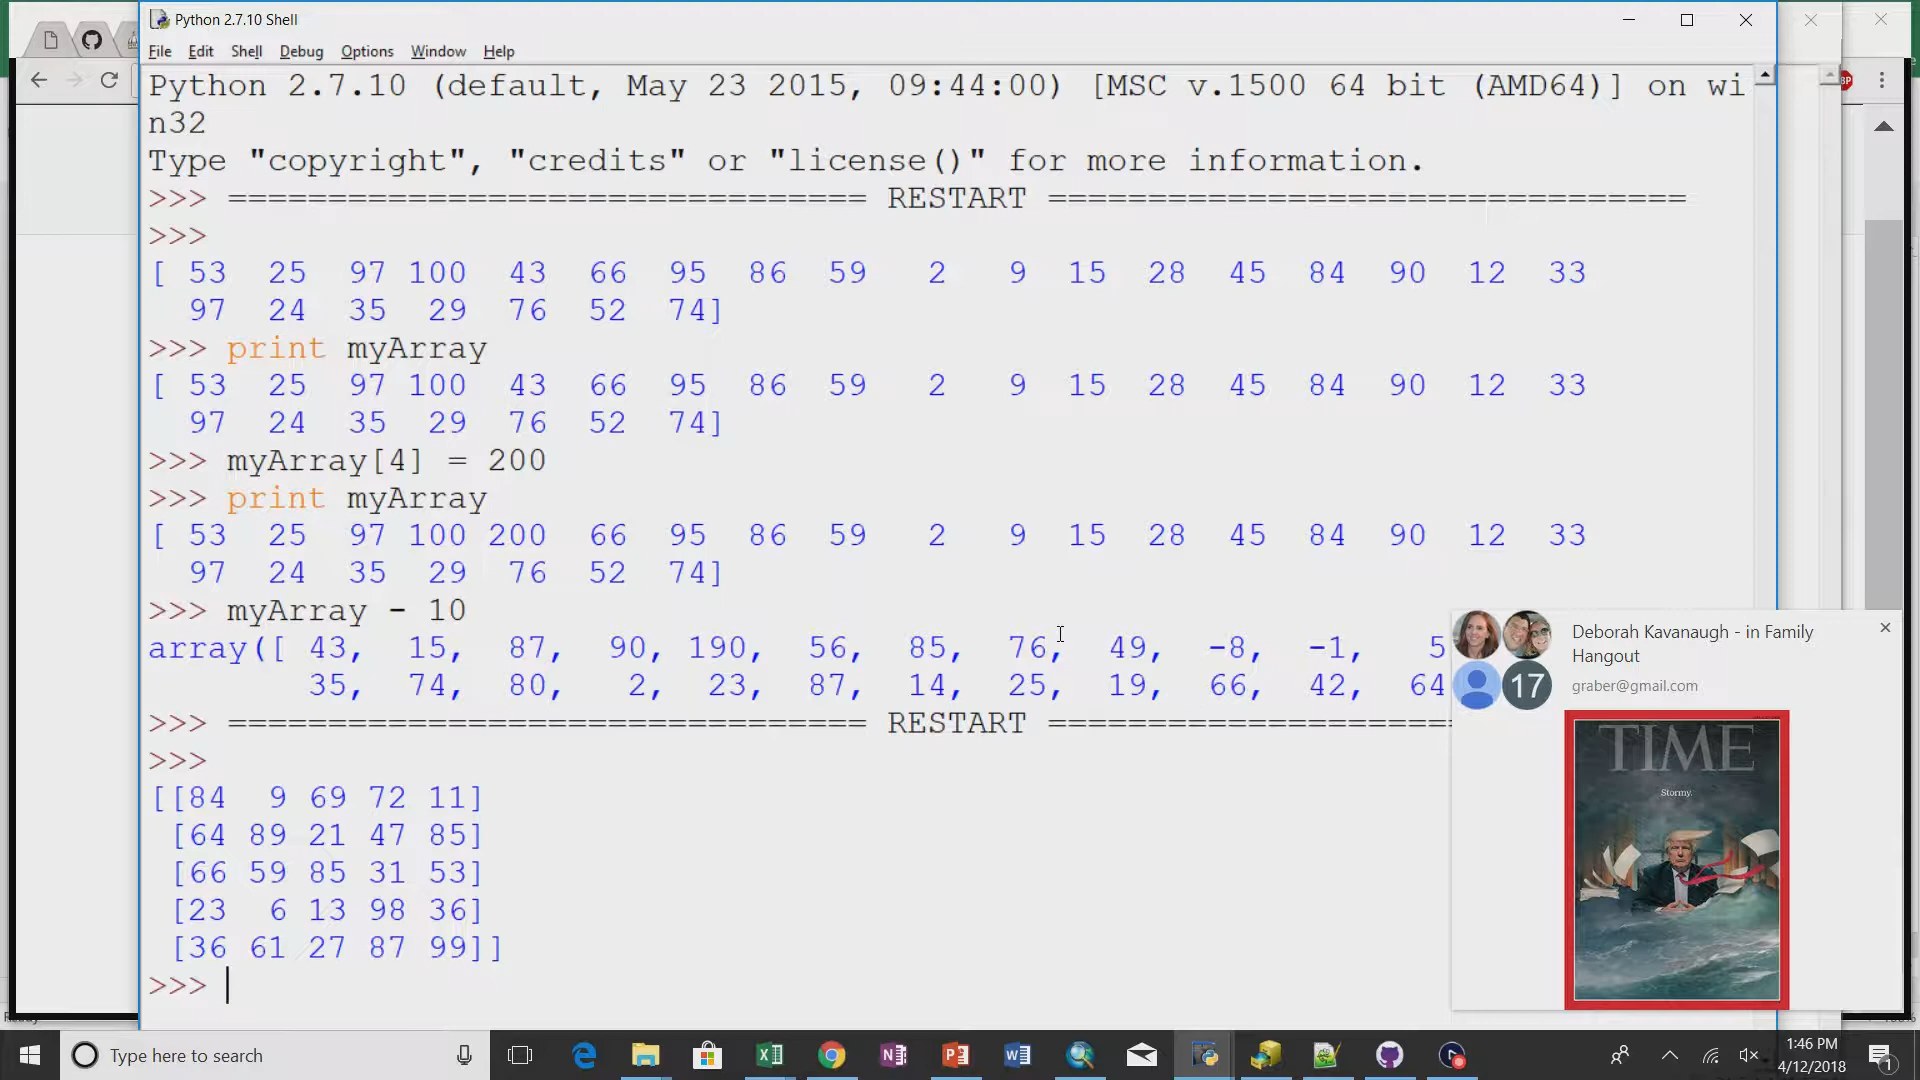 Python 2.7.10 Shell
File Edit Shell Debug Options Window Help
Python 2.7.10 (default, May 23 2015, 09:44:00) [MSC v.1500 64 bit (AMD64)] on wi
n32
Type "copyright", "credits" or "license()" for more information.
>>> ================================ RESTART ================================
>>>
[ 53 25 97 100 43 66 95 86 59 2 9 15 28 45 84 90 12 33
97 24 35 29 76 52 74]
>>> print myArray
[ 53 25 97 100 43 66 95 86 59 2 9 15 28 45 84 90 12 33
97 24 35 29 76 52 74]
>>> myArray[4] = 200
>>> print myArray
[ 53 25 97 100 200 66 95 86 59 2 9 15 28 45 84 90 12 33
97 24 35 29 76 52 74]
>>> myArray - 10
array([ 43, 15, 87, 90, 190, 56, 85, 76, 49, -8, -1, 5
35, 74, 80, 2, 23, 87, 14, 25, 19, 66, 42, 64
>>> ================================ RESTART ====================
>>>
[[84 9 69 72 11]
[64 89 21 47 85]
[66 59 85 31 53]
[23 6 13 98 36]
[36 61 27 87 99]]
>>>
Deborah Kavanaugh - in Family
Hangout
graber@gmail.com
17
TIME
Stormy.
Type here to search
1:46 PM
4/12/2018
1